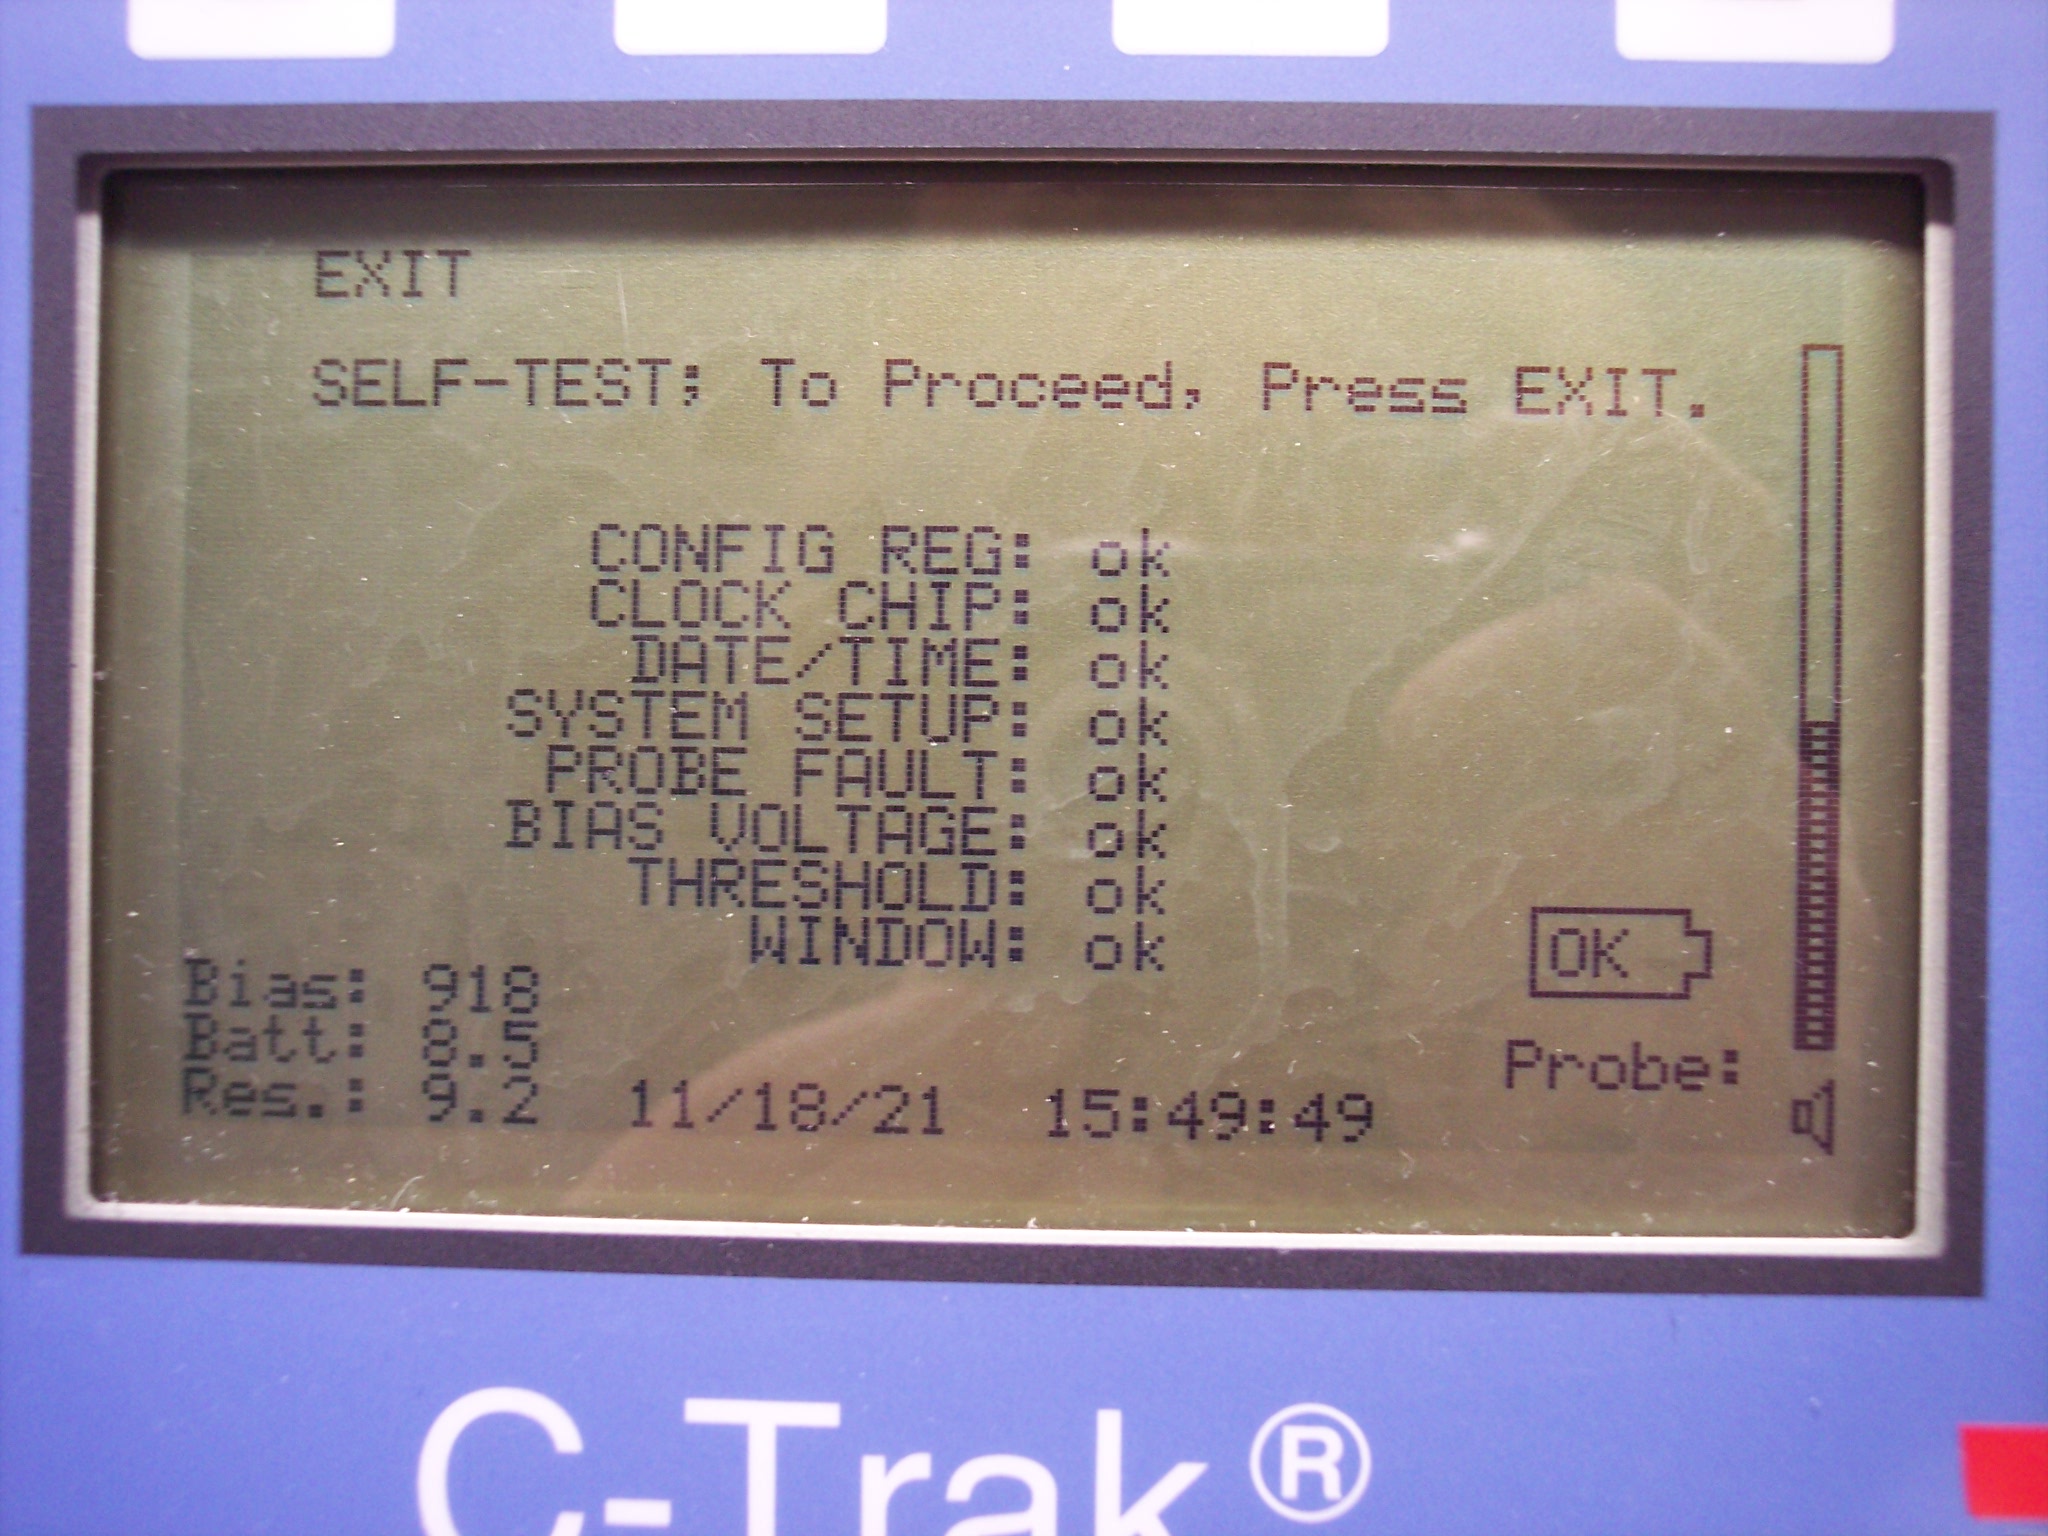 EXIT
SELF-TEST; To Proceed, Press EXIT.
CONFIG REG: ok
CLOCK CHIP: ok
DATE/TIME: ok
SYSTEM SETUP: ok
PROBE FAULT: ok
BIAS VOLTAGE: ok
THRESHOLD: ok
WINDOW: ok
OK
Bias: 918
Batt: 8.5
Res.: 9.2
11/18/21 15:49:49
Probe:
C-Trak®